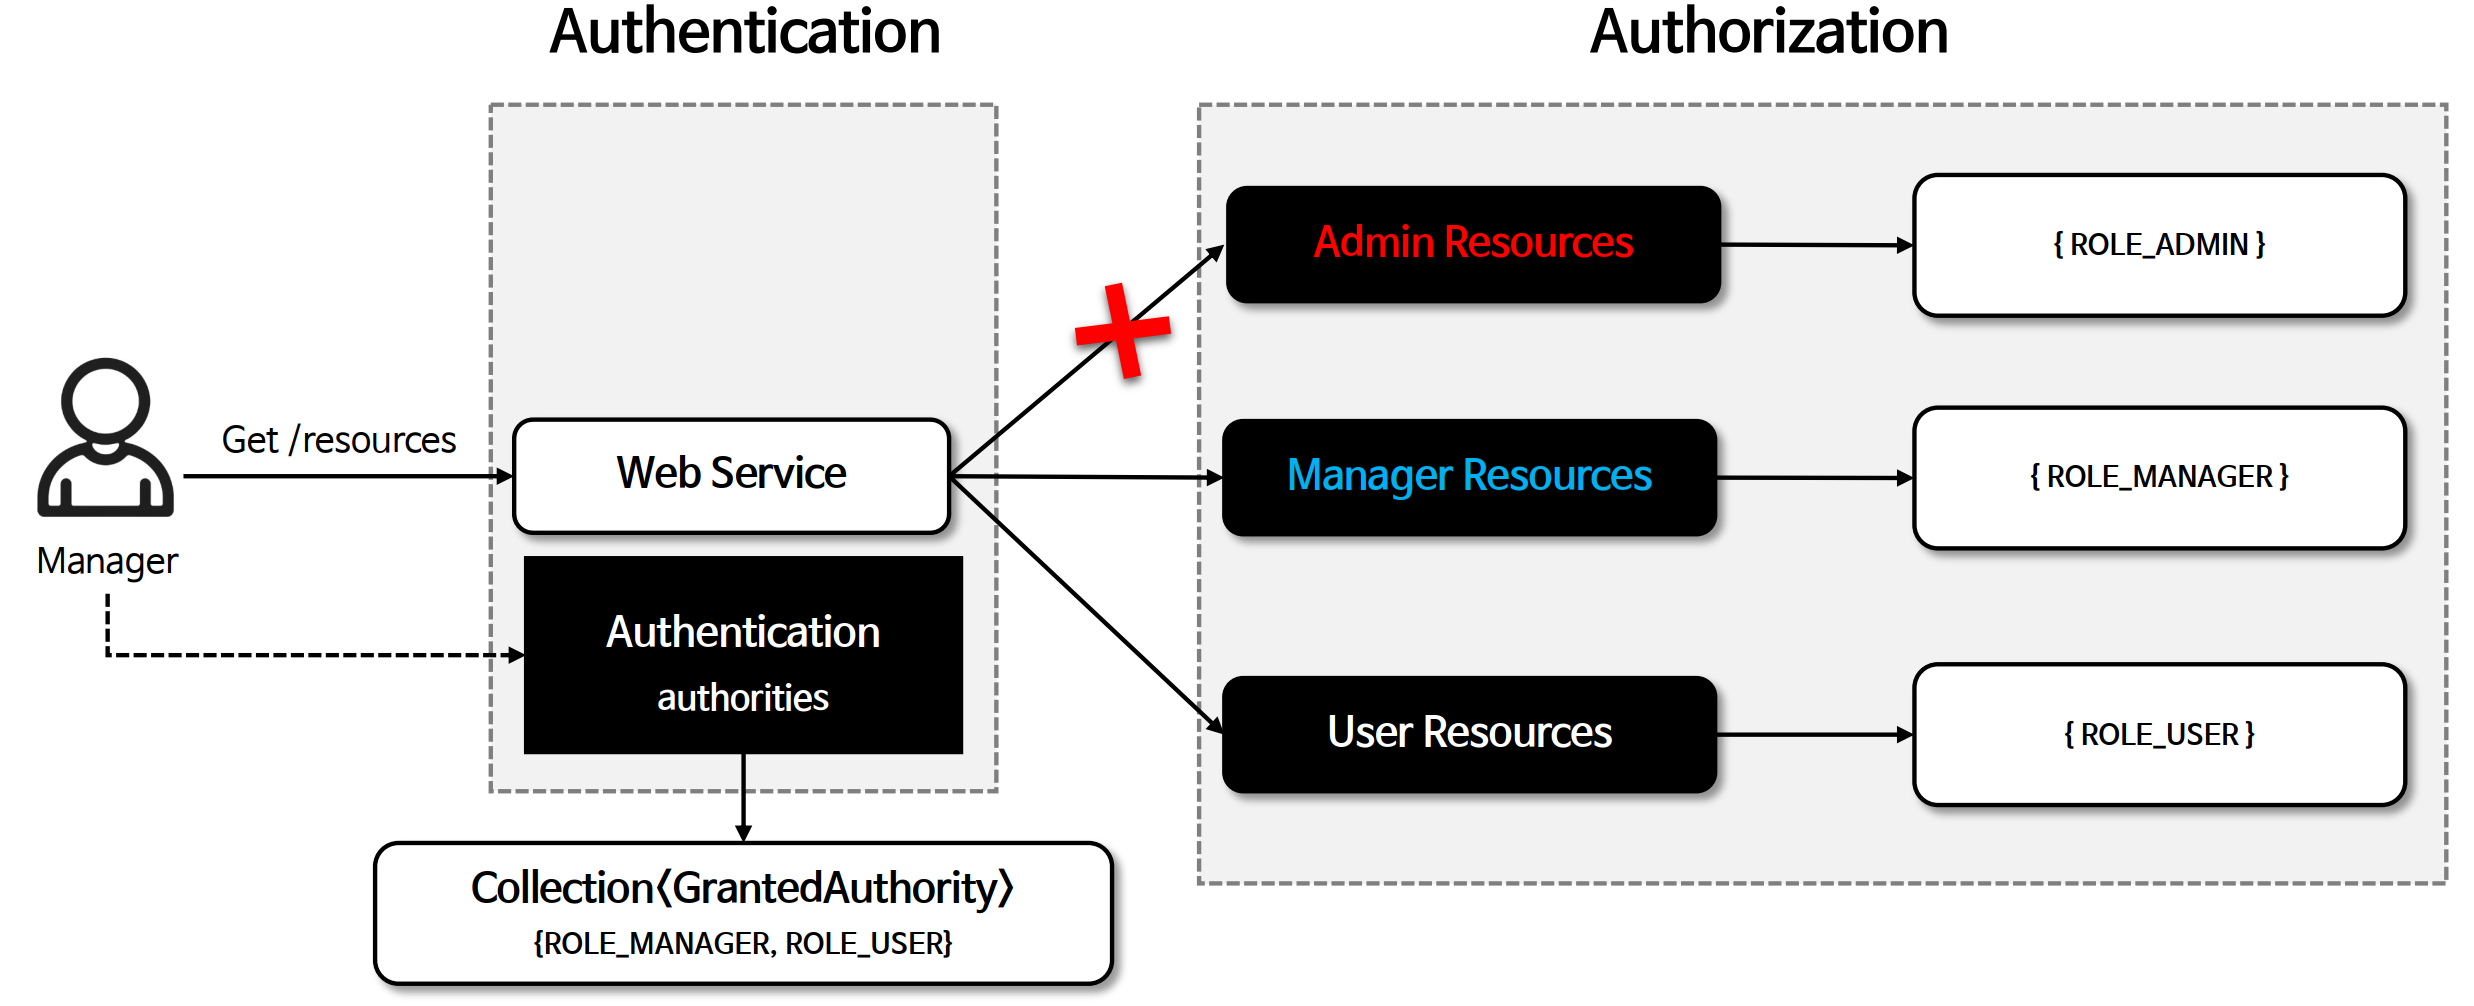 Authentication
Authorization
Admin Resources
{ ROLE_ADMIN }
Get /resources
Web Service
Manager Resources
{ ROLE_MANAGER }
Manager
Authentication
authorities
User Resources
{ ROLE_USER }
Collection⟨GrantedAuthority⟩
{ROLE_MANAGER, ROLE_USER}